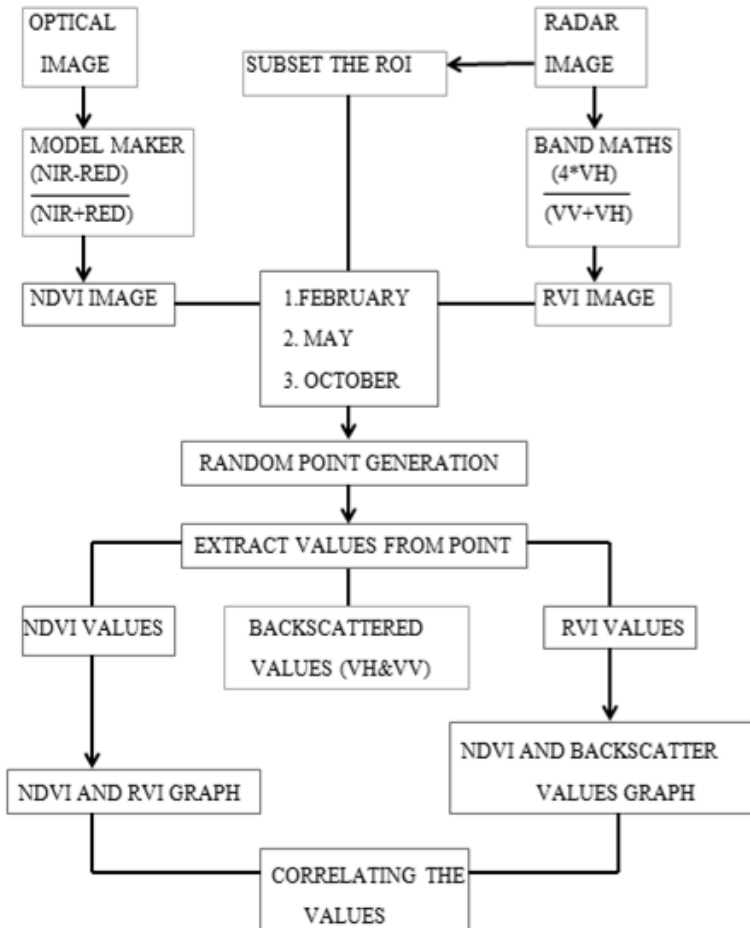 OPTICAL
IMAGE
SUBSET THE ROI
RADAR
IMAGE
MODEL MAKER
(NIR-RED)
(NIR+RED)
BAND MATHS
(4*VH)
(VV+VH)
NDVI IMAGE
1.FEBRUARY
2. MAY
3. OCTOBER
RVI IMAGE
RANDOM POINT GENERATION
EXTRACT VALUES FROM POINT
NDVI VALUES
BACKSCATTERED
VALUES (VH&VV)
RVI VALUES
NDVI AND RVI GRAPH
NDVI AND BACKSCATTER
VALUES GRAPH
CORRELATING THE
VALUES